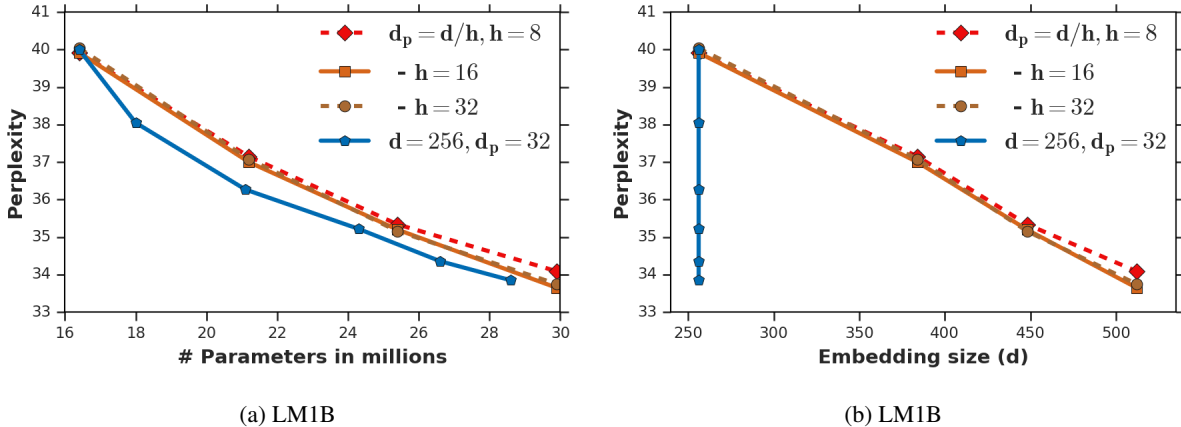 41
40
39
38
37
36
35
34
33
Perplexity
16 18 20 22 24 26 28 30
# Parameters in millions
d_p = d/h, h = 8
- h = 16
- h = 32
d = 256, d_p = 32
(a) LM1B
41
40
39
38
37
36
35
34
33
Perplexity
250 300 350 400 450 500
Embedding size (d)
d_p = d/h, h = 8
- h = 16
- h = 32
d = 256, d_p = 32
(b) LM1B